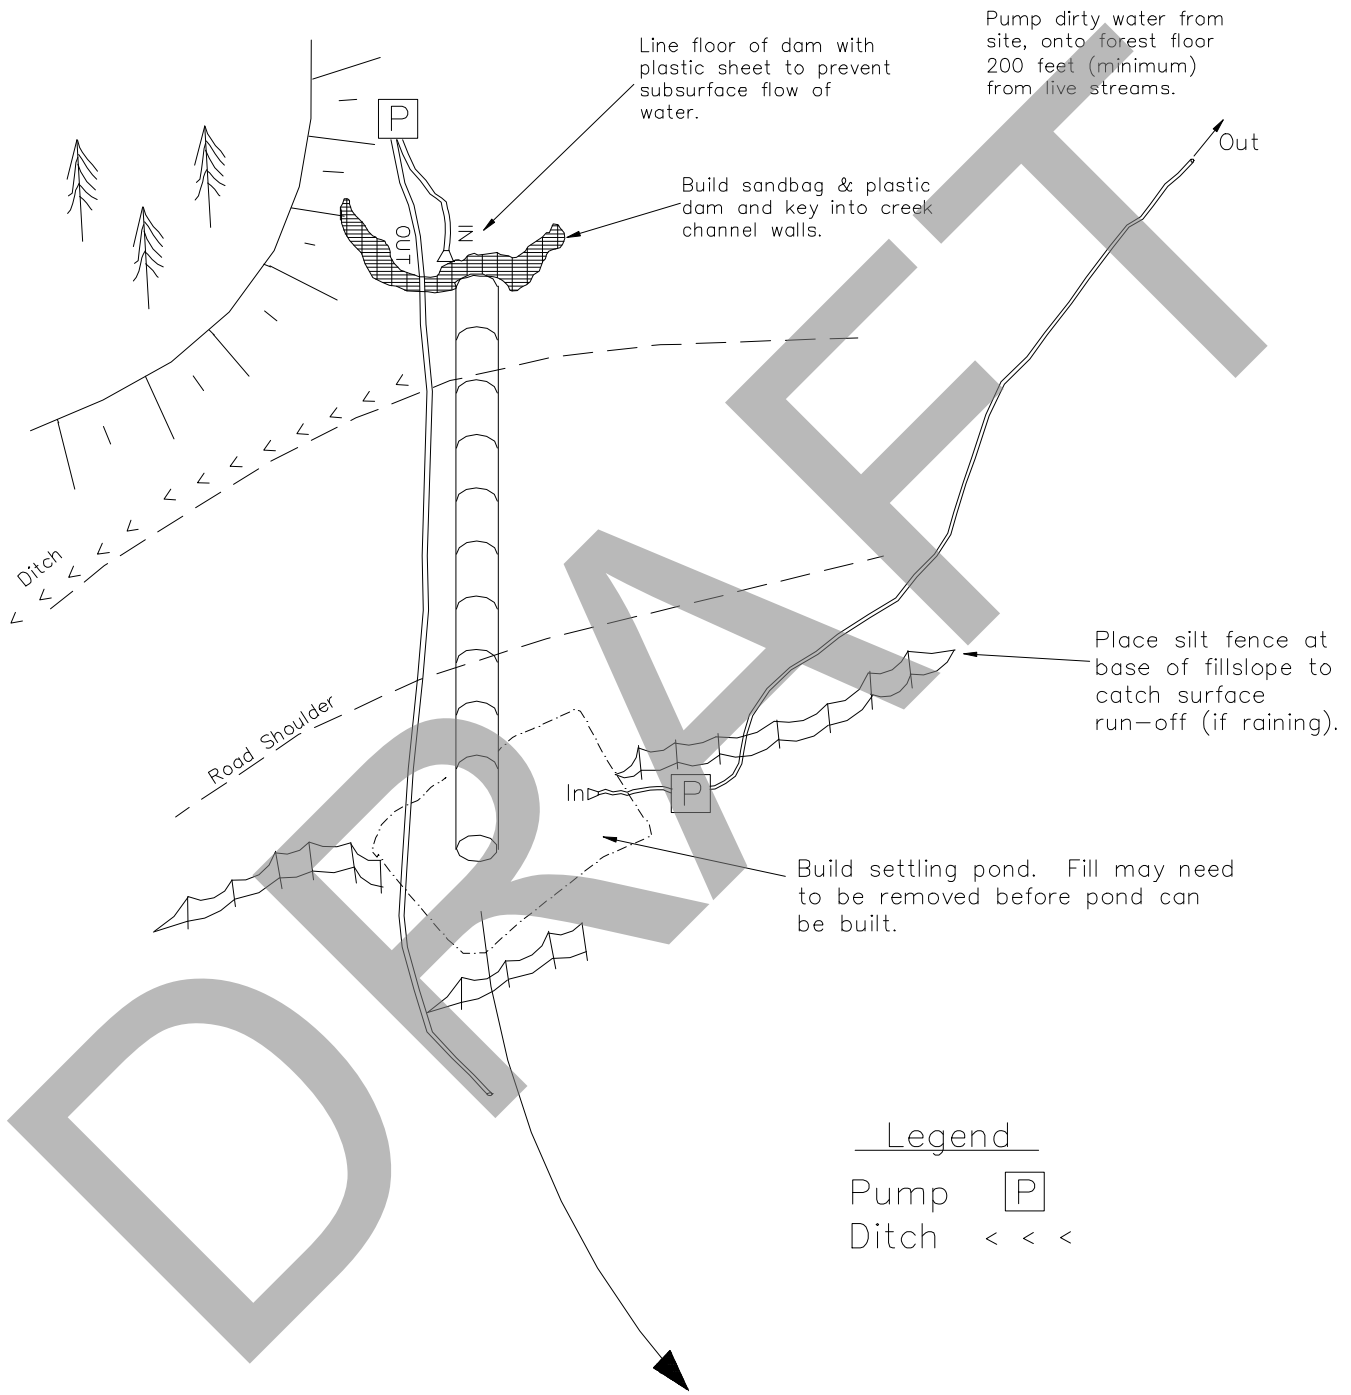 Pump dirty water from
site, onto forest floor
200 feet (minimum)
from live streams.
Line floor of dam with
plastic sheet to prevent
subsurface flow of
water.
P
Out
Build sandbag & plastic
dam and key into creek
channel walls.
OUT
IN
Ditch
Place silt fence at
base of fillslope to
catch surface
run-off (if raining).
Road Shoulder
In
P
Build settling pond. Fill may need
to be removed before pond can
be built.
DRAFT
Legend
Pump P
Ditch < < <